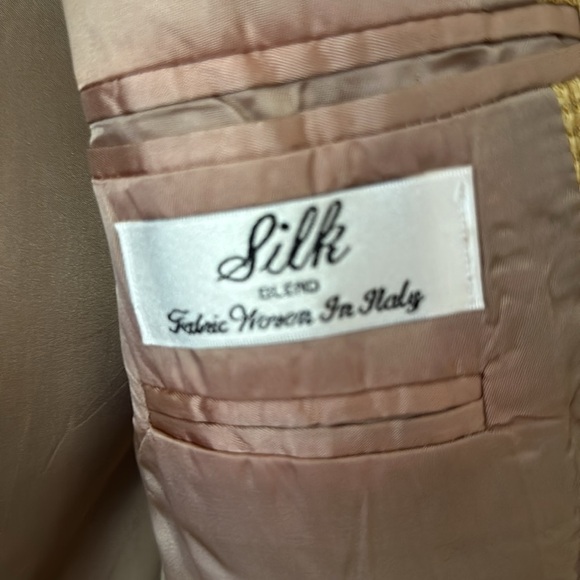 Silk
BLEND
Fabric Woven In Italy